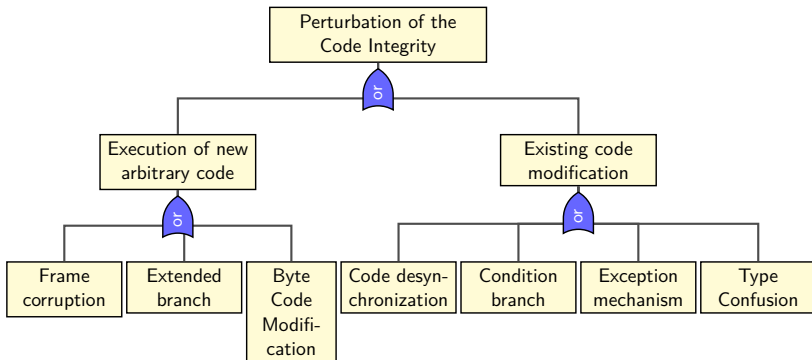 Perturbation of the
Code Integrity
or
Execution of new
arbitrary code
Existing code
modification
or
or
Frame
corruption
Extended
branch
Byte
Code
Modifi-
cation
Code desyn-
chronization
Condition
branch
Exception
mechanism
Type
Confusion